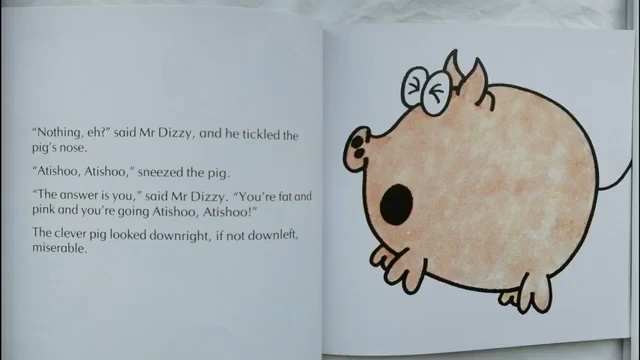 “Nothing, eh?” said Mr Dizzy, and he tickled the
pig’s nose.
“Atishoo, Atishoo,” sneezed the pig.
“The answer is you,” said Mr Dizzy. “You’re fat and
pink and you’re going Atishoo, Atishoo!”
The clever pig looked downright, if not downleft,
miserable.